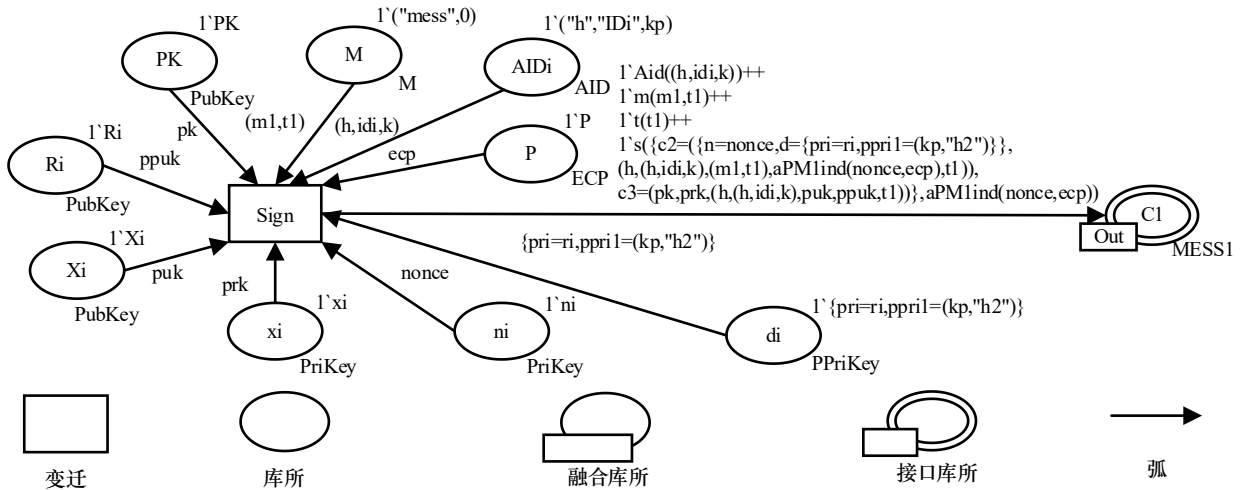 1`PK
PK
PubKey
pk
1`("mess",0)
M
M
(m1,t1)
1`("h","IDi",kp)
AIDi
AID
(h,idi,k)
1`Ri
Ri
PubKey
ppuk
1`P
P
ECP
ecp
1`Aid((h,idi,k))++
1`m(m1,t1)++
1`t(t1)++
1`s({c2=({n=nonce,d={pri=ri,ppri1=(kp,"h2")}},
(h,(h,idi,k),(m1,t1),aPM1ind(nonce,ecp),t1)),
c3=(pk,prk,(h,(h,idi,k),puk,ppuk,t1))},aPM1ind(nonce,ecp))
Sign
C1
Out
MESS1
1`Xi
Xi
PubKey
puk
{pri=ri,ppri1=(kp,"h2")}
prk
1`xi
xi
PriKey
nonce
1`ni
ni
PriKey
1`{pri=ri,ppri1=(kp,"h2")}
di
PPriKey
变迁
库所
融合库所
接口库所
弧